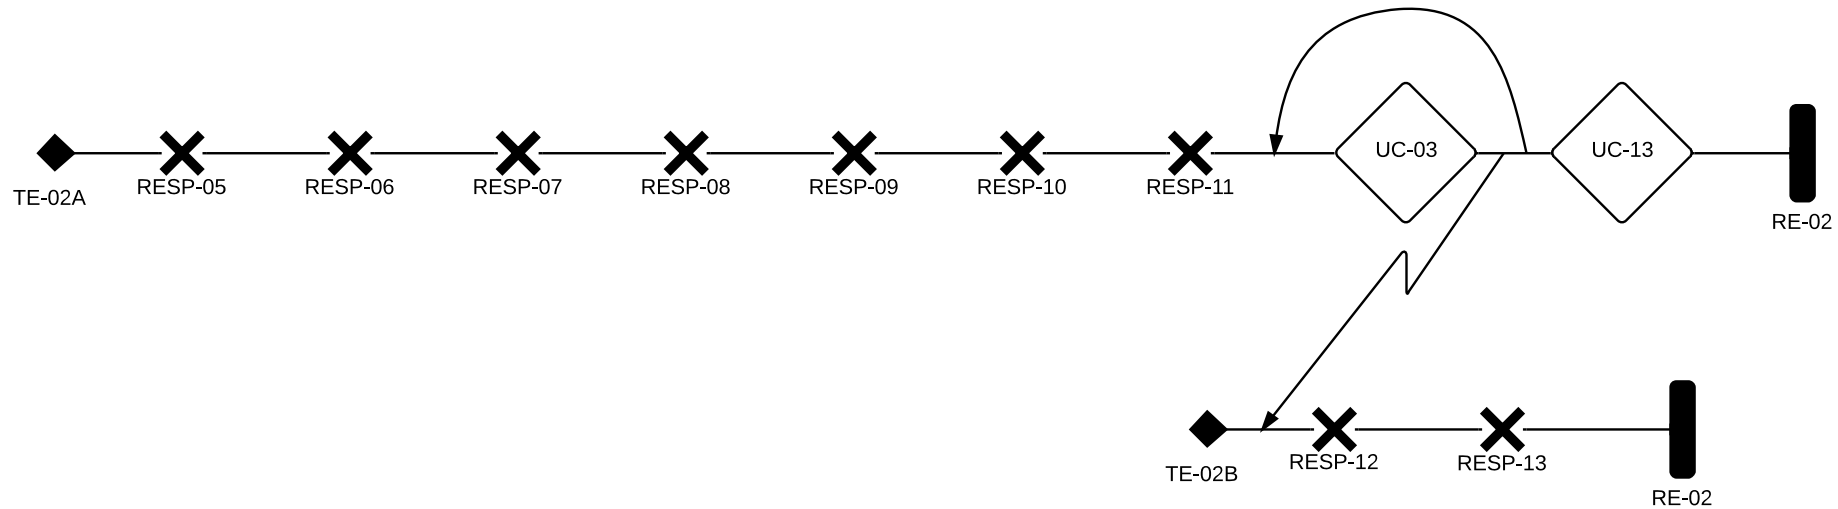 UC-03
UC-13
TE-02A
RESP-05
RESP-06
RESP-07
RESP-08
RESP-09
RESP-10
RESP-11
RE-02
TE-02B
RESP-12
RESP-13
RE-02